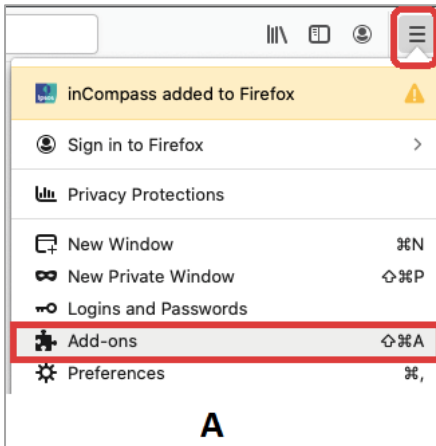 inCompass added to Firefox
Sign in to Firefox >
Privacy Protections
New Window ⌘N
New Private Window ⇧⌘P
Logins and Passwords
Add-ons ⇧⌘A
Preferences ⌘,
A